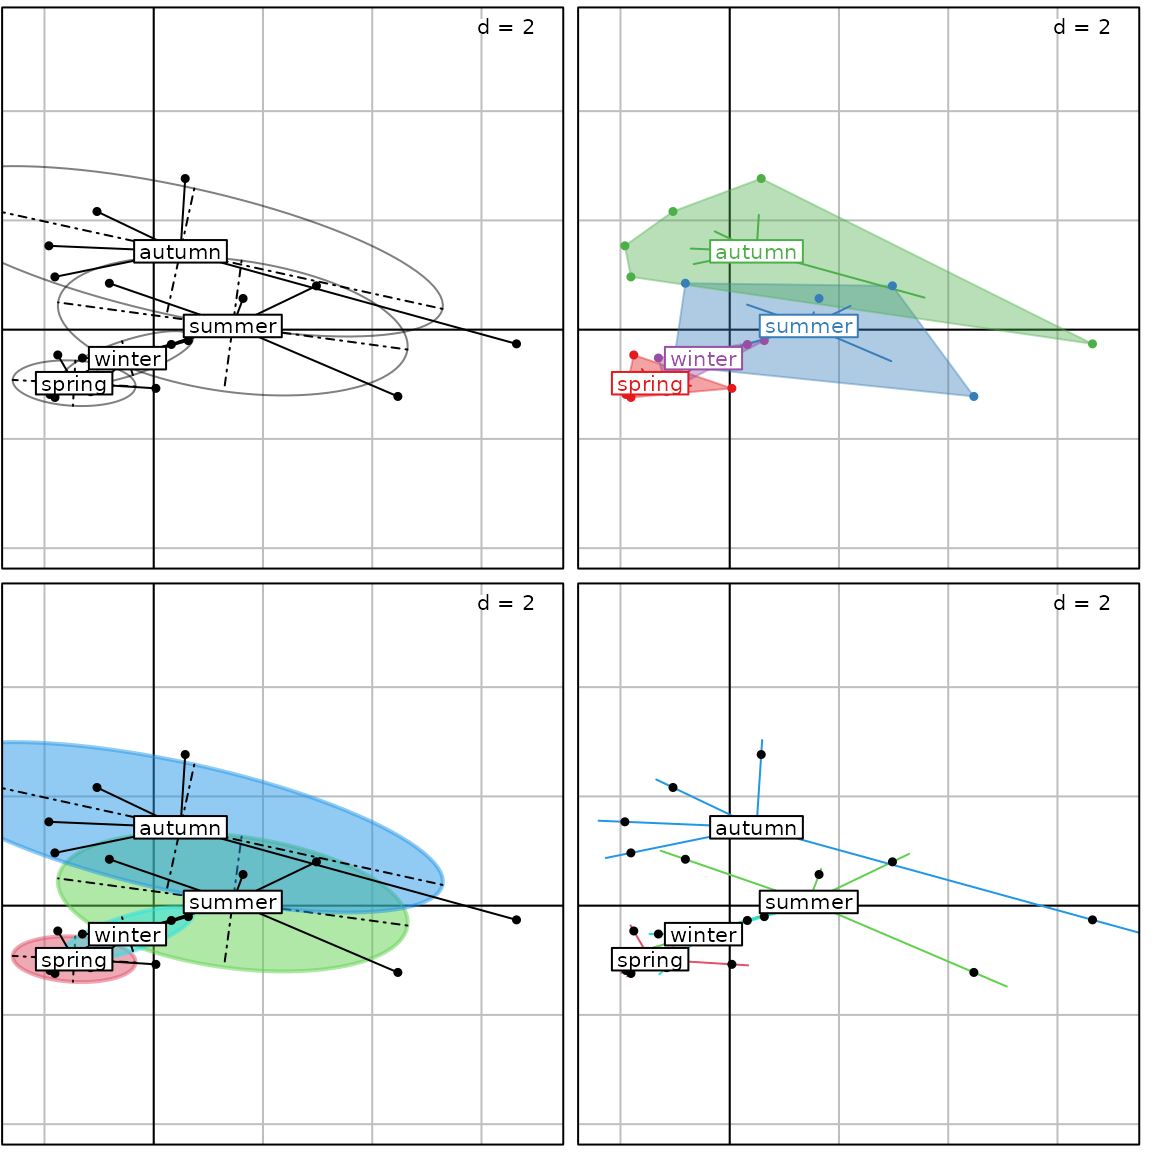 d = 2
autumn
summer
winter
spring
d = 2
autumn
summer
winter
spring
d = 2
autumn
summer
winter
spring
d = 2
autumn
summer
winter
spring